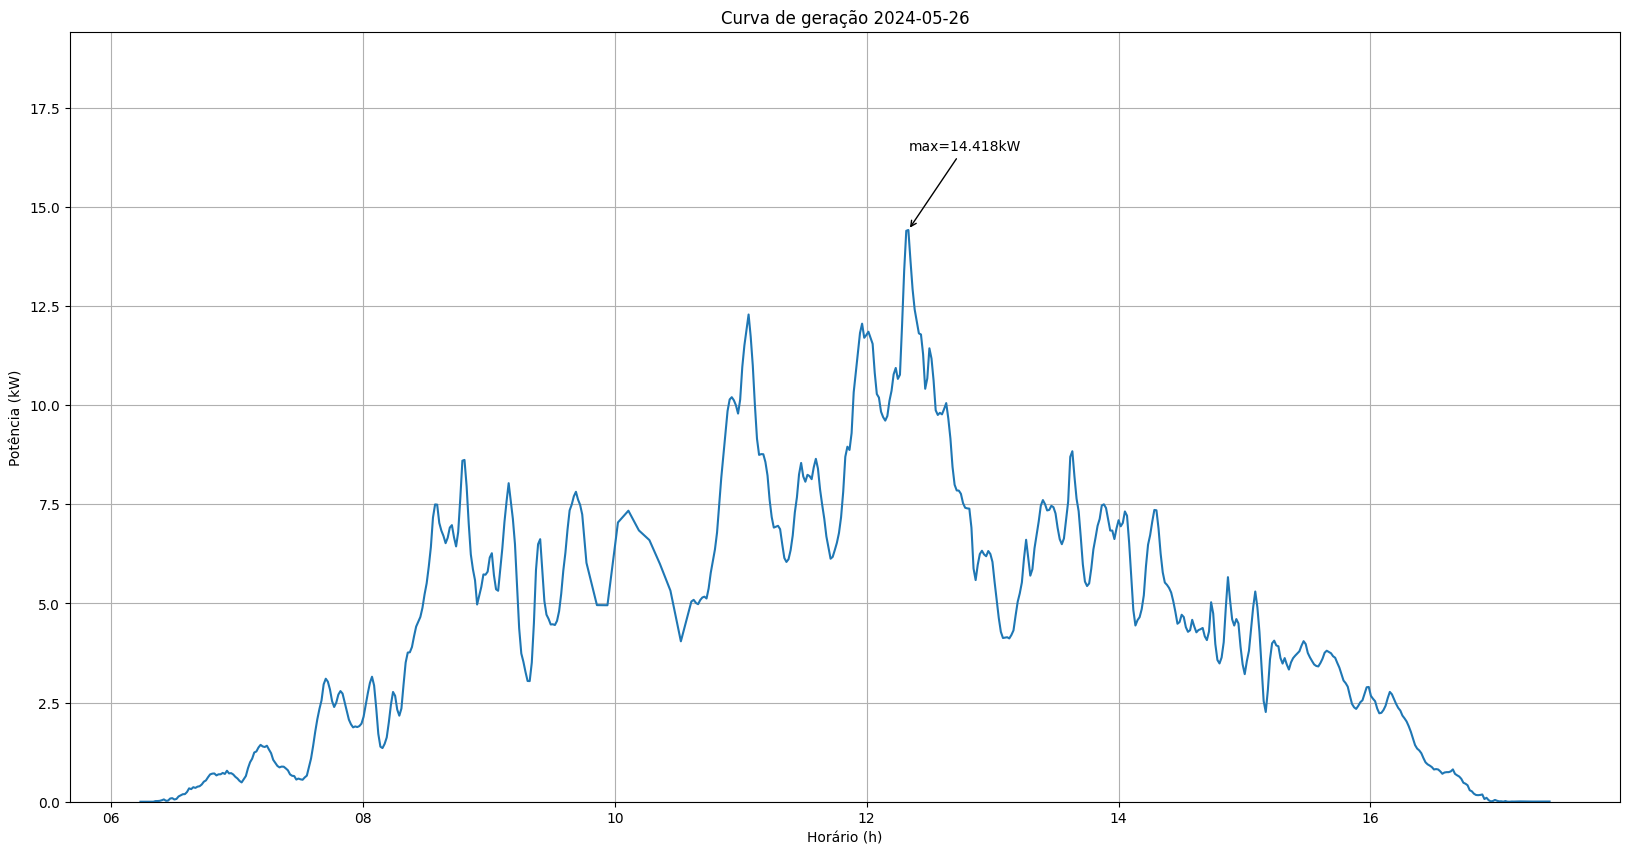 Curva de geração 2024-05-26
17.5
15.0
12.5
10.0
7.5
5.0
2.5
0.0
Potência (kW)
max=14.418kW
06 08 10 12 14 16
Horário (h)